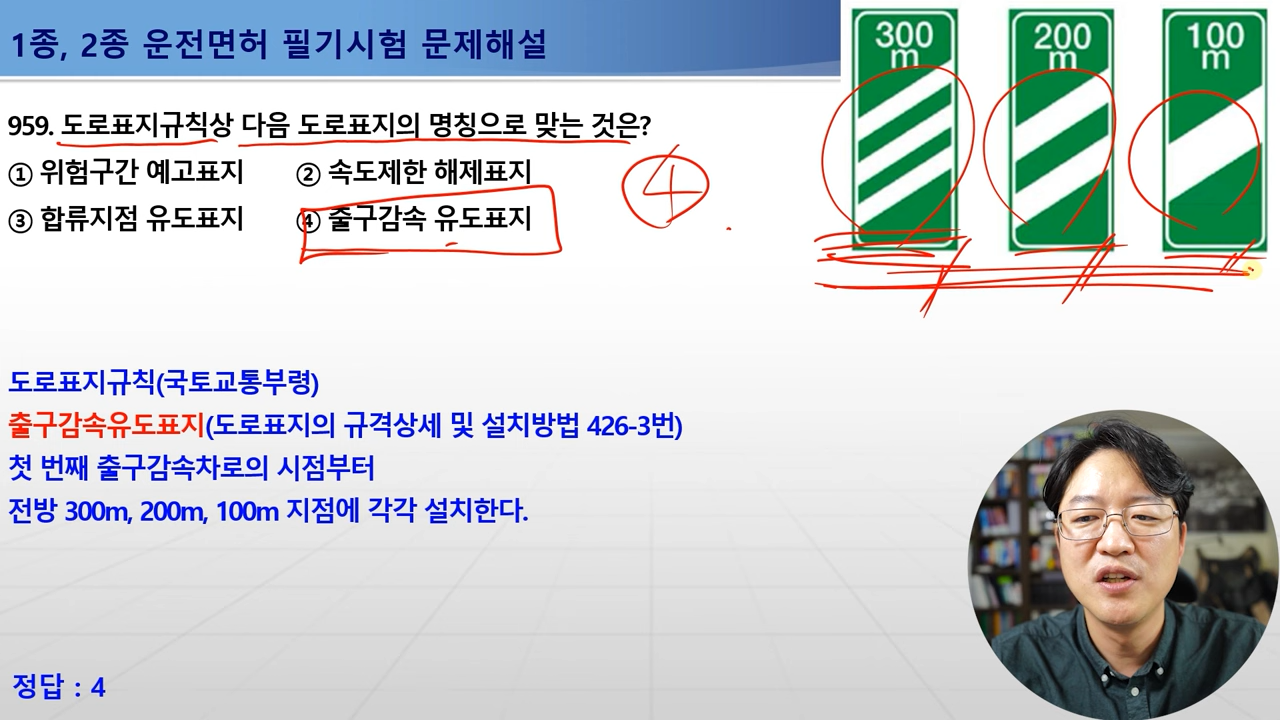 1종, 2종 운전면허 필기시험 문제해설
300
m
200
m
100
m
959. 도로표지규칙상 다음 도로표지의 명칭으로 맞는 것은?
① 위험구간 예고표지 ② 속도제한 해제표지
③ 합류지점 유도표지 ④ 출구감속 유도표지
4
도로표지규칙(국토교통부령)
출구감속유도표지(도로표지의 규격상세 및 설치방법 426-3번)
첫 번째 출구감속차로의 시점부터
전방 300m, 200m, 100m 지점에 각각 설치한다.
정답 : 4